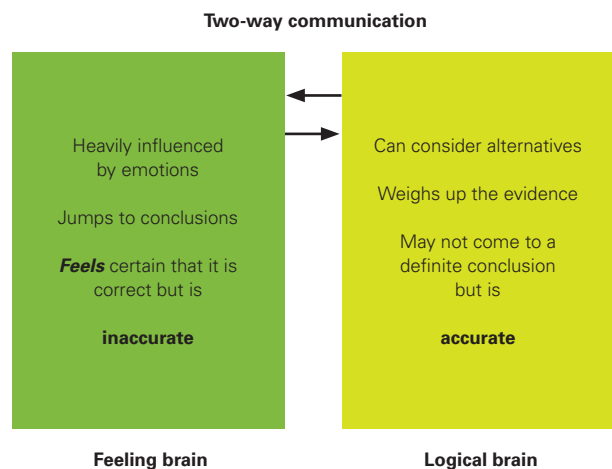 Two-way communication
Heavily influenced
by emotions
Jumps to conclusions
Feels certain that it is
correct but is
inaccurate
Can consider alternatives
Weighs up the evidence
May not come to a
definite conclusion
but is
accurate
Feeling brain
Logical brain